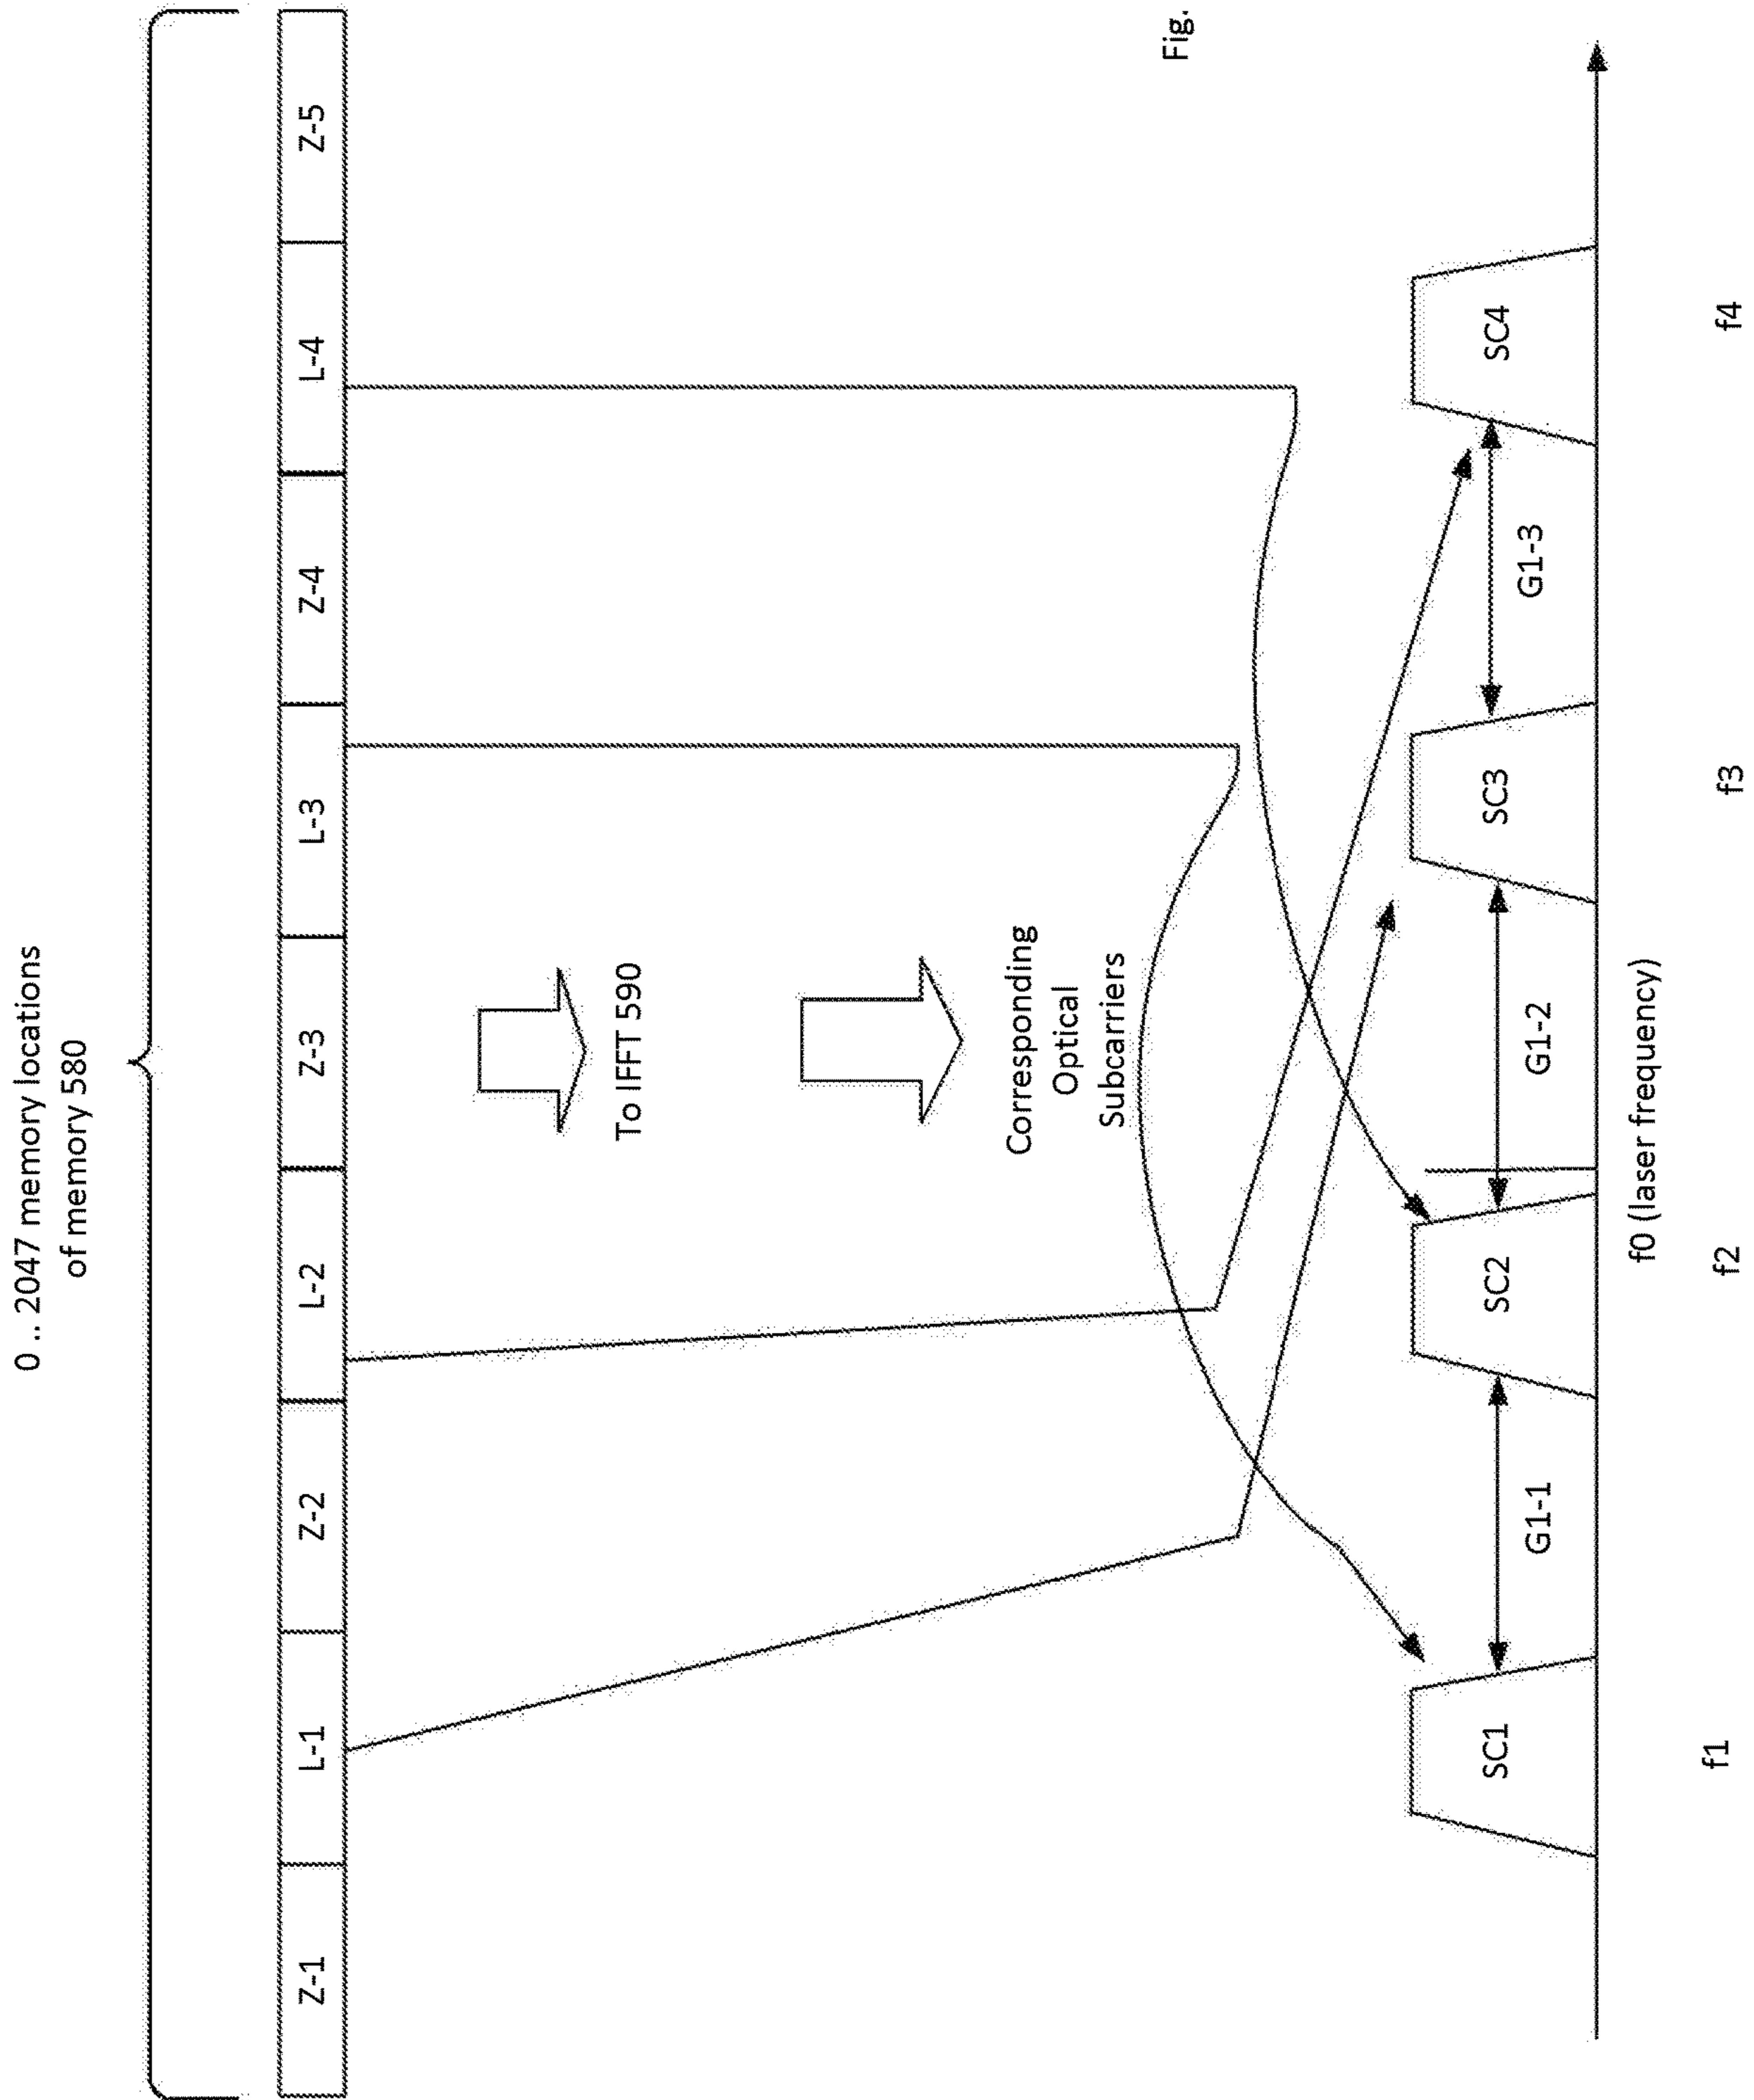 0 .. 2047 memory locations
of memory 580
Z-1
L-1
Z-2
L-2
Z-3
L-3
Z-4
L-4
Z-5
To IFFT 590
Corresponding
Optical
Subcarriers
Fig.
SC1
SC2
SC3
SC4
G1-1
G1-2
G1-3
f0 (laser frequency)
f1
f2
f3
f4